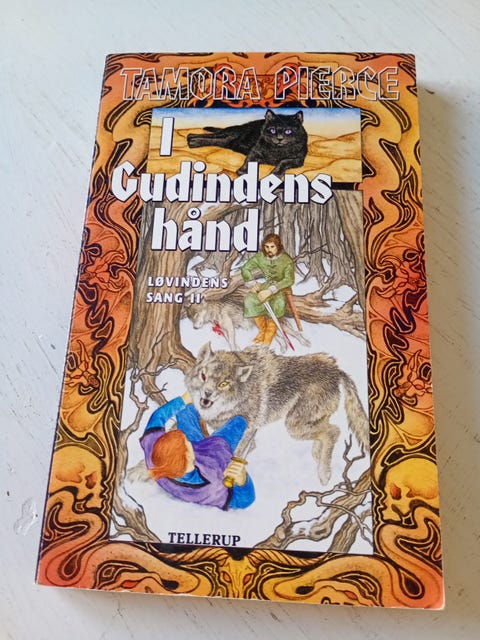 TAMORA PIERCE
I
Gudindens
hånd
LØVINDENS
SANG II
TELLERUP